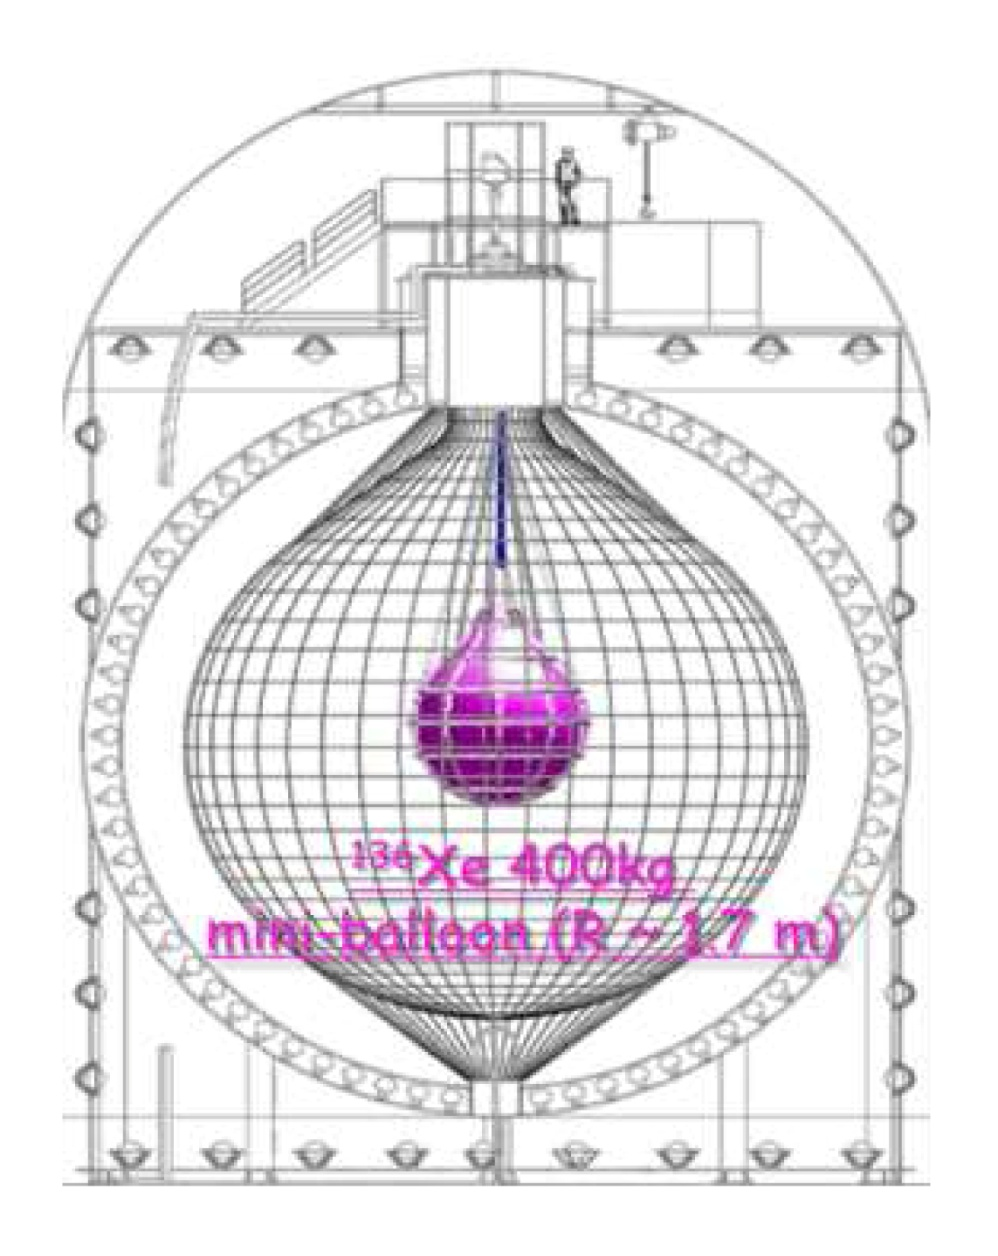 ¹³⁶Xe 400kg
mini-balloon (R ~ 1.7 m)